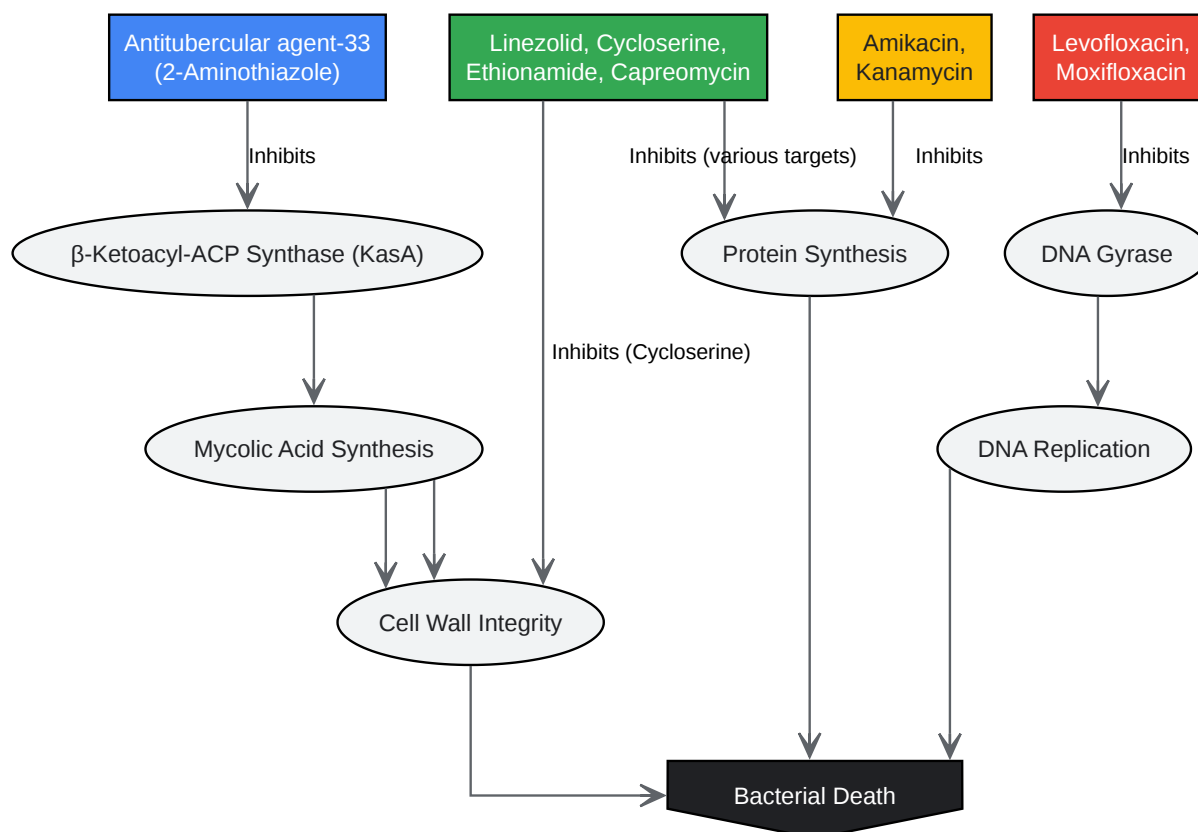 Antitubercular agent-33
(2-Aminothiazole)
Linezolid, Cycloserine,
Ethionamide, Capreomycin
Amikacin,
Kanamycin
Levofloxacin,
Moxifloxacin
Inhibits
Inhibits (various targets)
Inhibits
Inhibits
β-Ketoacyl-ACP Synthase (KasA)
Protein Synthesis
DNA Gyrase
Inhibits (Cycloserine)
Mycolic Acid Synthesis
DNA Replication
Cell Wall Integrity
Bacterial Death